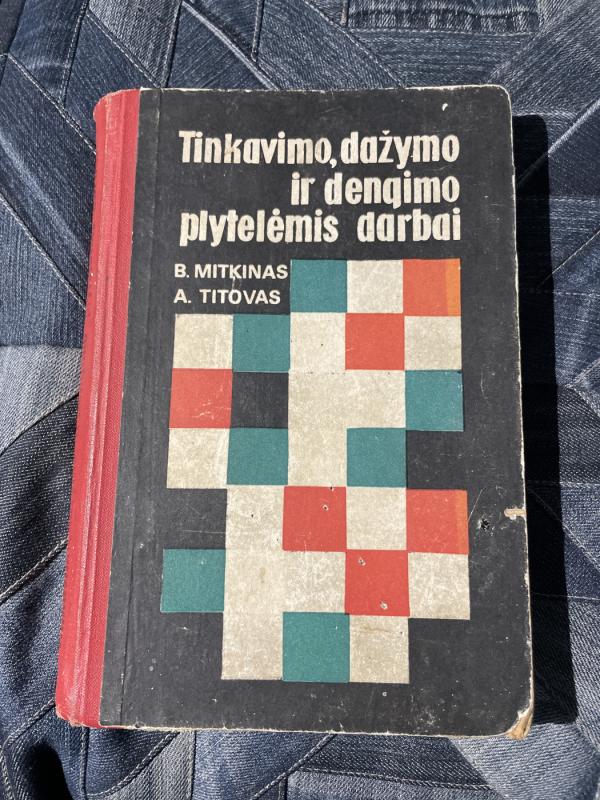 Tinkavimo, dažymo
ir dengimo
plytelėmis darbai
B. MITKINAS
A. TITOVAS